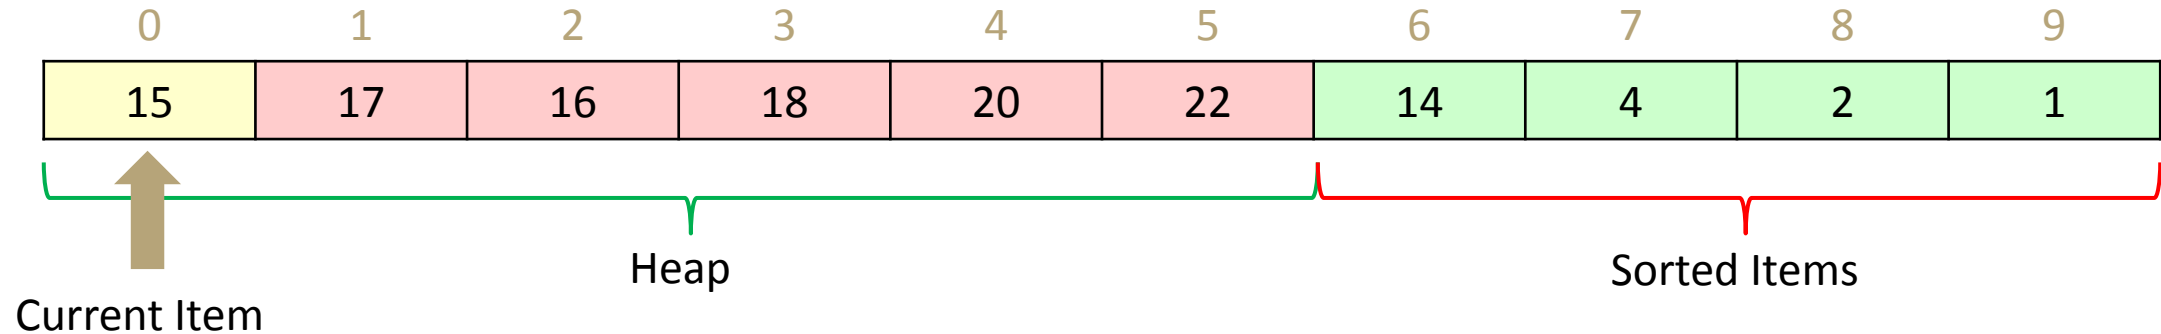 0 1 2 3 4 5 6 7 8 9
15 17 16 18 20 22 14 4 2 1
Heap Sorted Items
Current Item